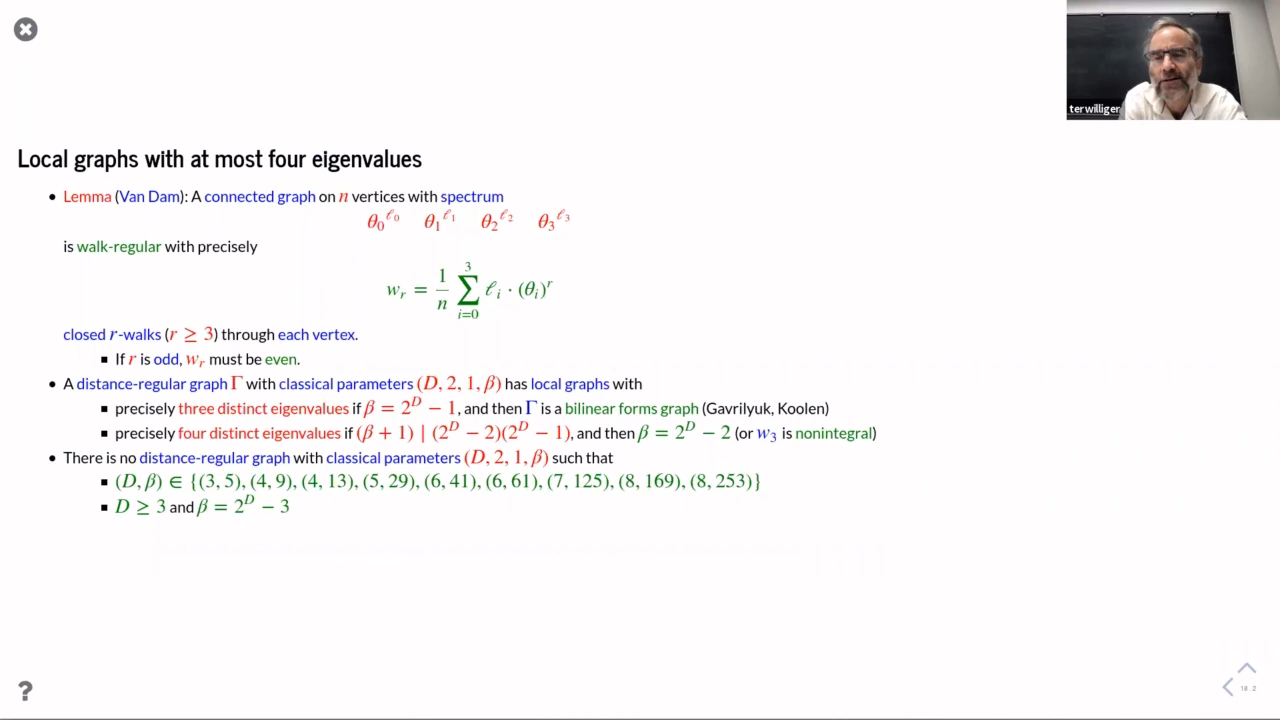 terwilliger
Local graphs with at most four eigenvalues
• Lemma (Van Dam): A connected graph on n vertices with spectrum
θ₀^ℓ₀ θ₁^ℓ₁ θ₂^ℓ₂ θ₃^ℓ₃
is walk-regular with precisely
w_r = \frac{1}{n} \sum_{i=0}^{3} ℓ_i · (θ_i)^r
closed r-walks (r ≥ 3) through each vertex.
▪ If r is odd, w_r must be even.
• A distance-regular graph Γ with classical parameters (D, 2, 1, β) has local graphs with
▪ precisely three distinct eigenvalues if β = 2^D − 1, and then Γ is a bilinear forms graph (Gavrilyuk, Koolen)
▪ precisely four distinct eigenvalues if (β + 1) | (2^D − 2)(2^D − 1), and then β = 2^D − 2 (or w₃ is nonintegral)
• There is no distance-regular graph with classical parameters (D, 2, 1, β) such that
▪ (D, β) ∈ {(3, 5), (4, 9), (4, 13), (5, 29), (6, 41), (6, 61), (7, 125), (8, 169), (8, 253)}
▪ D ≥ 3 and β = 2^D − 3
?
18.2